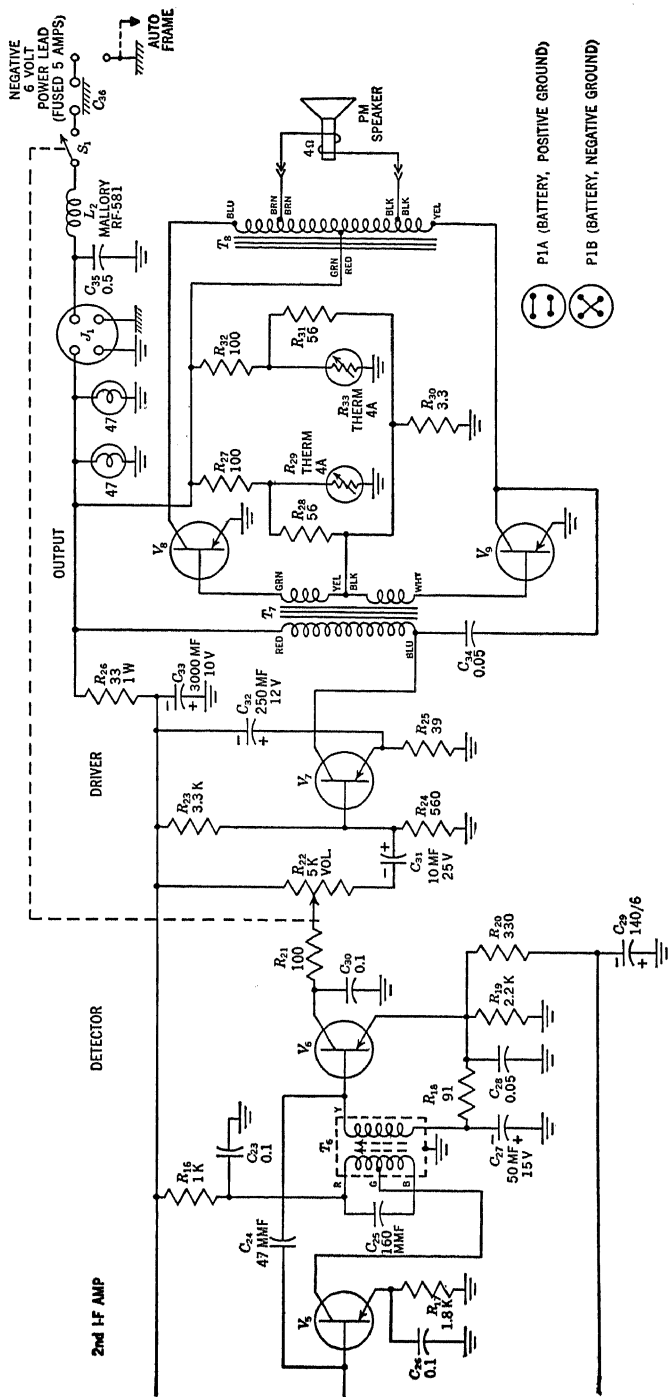 2nd I-F AMP
DETECTOR
DRIVER
OUTPUT
NEGATIVE
6 VOLT
POWER LEAD
(FUSED 5 AMPS)
C36
AUTO
FRAME
S1
L2
MALLORY
RF-581
C35
0.5
J1
47
47
R26
33
1 W
C33
3000 MF
10 V
C32
250 MF
12 V
R23
3.3 K
R22
5 K
VOL.
R21
100
C30
0.1
R16
1 K
C23
0.1
C24
47 MMF
V5
V6
V7
V8
V9
T6
R
G
B
Y
C25
160
MMF
R17
1.8 K
C26
0.1
C27
50 MF
15 V
R18
91
C28
0.05
R19
2.2 K
R20
330
C29
140/6
C31
10 MF
25 V
R24
560
R25
39
C34
0.05
T7
RED
BLU
GRN
YEL
BLK
WHT
R27
100
R28
56
R29
THERM
4A
R32
100
R31
56
R33
THERM
4A
R30
3.3
T8
GRN
RED
BLU
BRN
BRN
BLK
BLK
YEL
4 Ω
PM
SPEAKER
P1A (BATTERY, POSITIVE GROUND)
P1B (BATTERY, NEGATIVE GROUND)